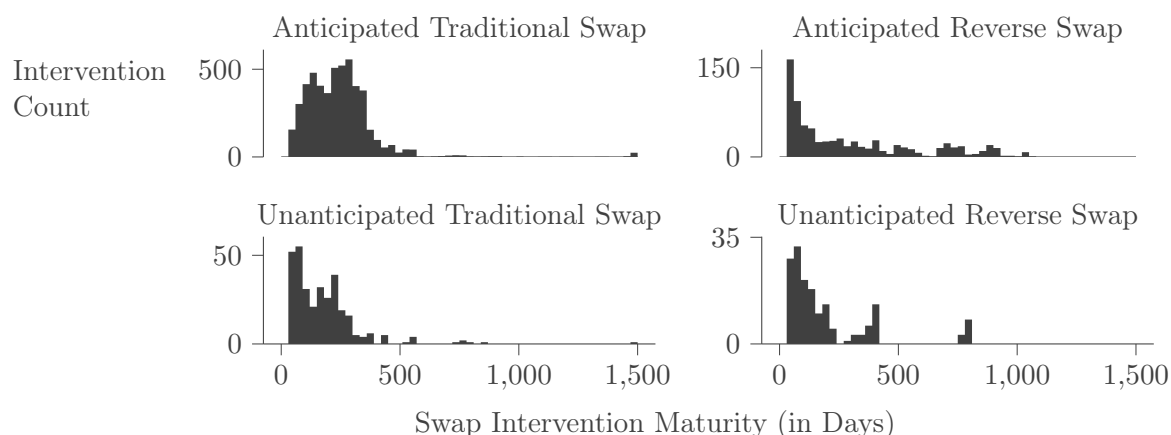 Anticipated Traditional Swap
Anticipated Reverse Swap
Intervention
Count
500
0
150
0
Unanticipated Traditional Swap
Unanticipated Reverse Swap
50
0
35
0
0 500 1,000 1,500
0 500 1,000 1,500
Swap Intervention Maturity (in Days)